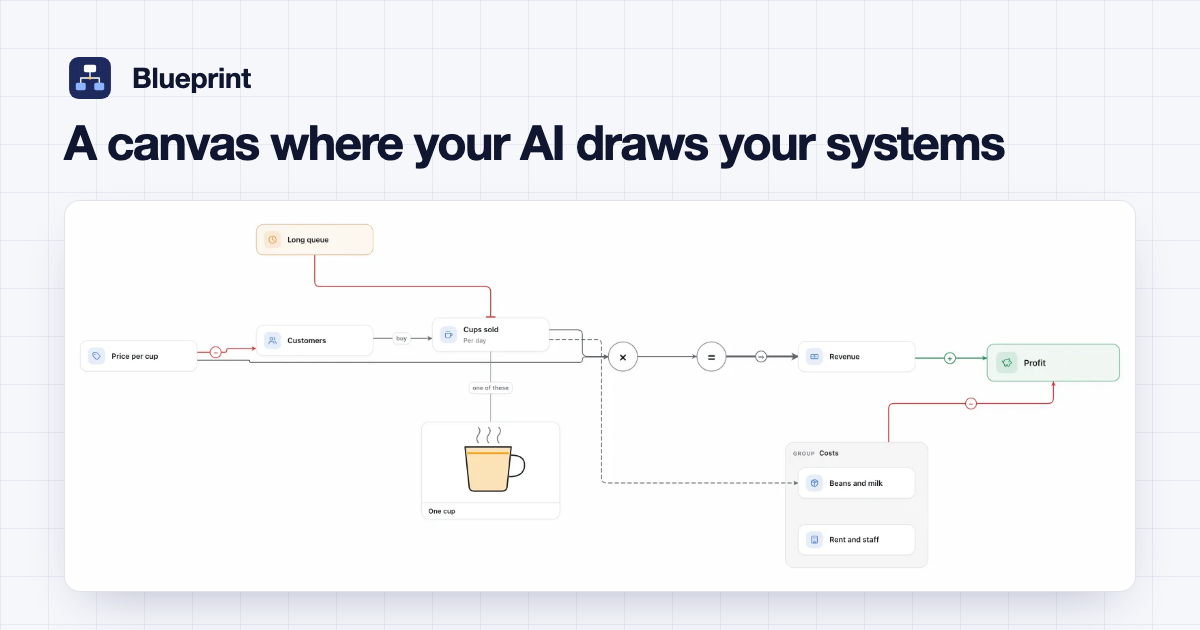 Blueprint
A canvas where your AI draws your systems
Long queue
Price per cup
−
Customers
buy
Cups sold
Per day
×
=
⇒
Revenue
+
Profit
−
one of these
One cup
GROUP Costs
Beans and milk
Rent and staff